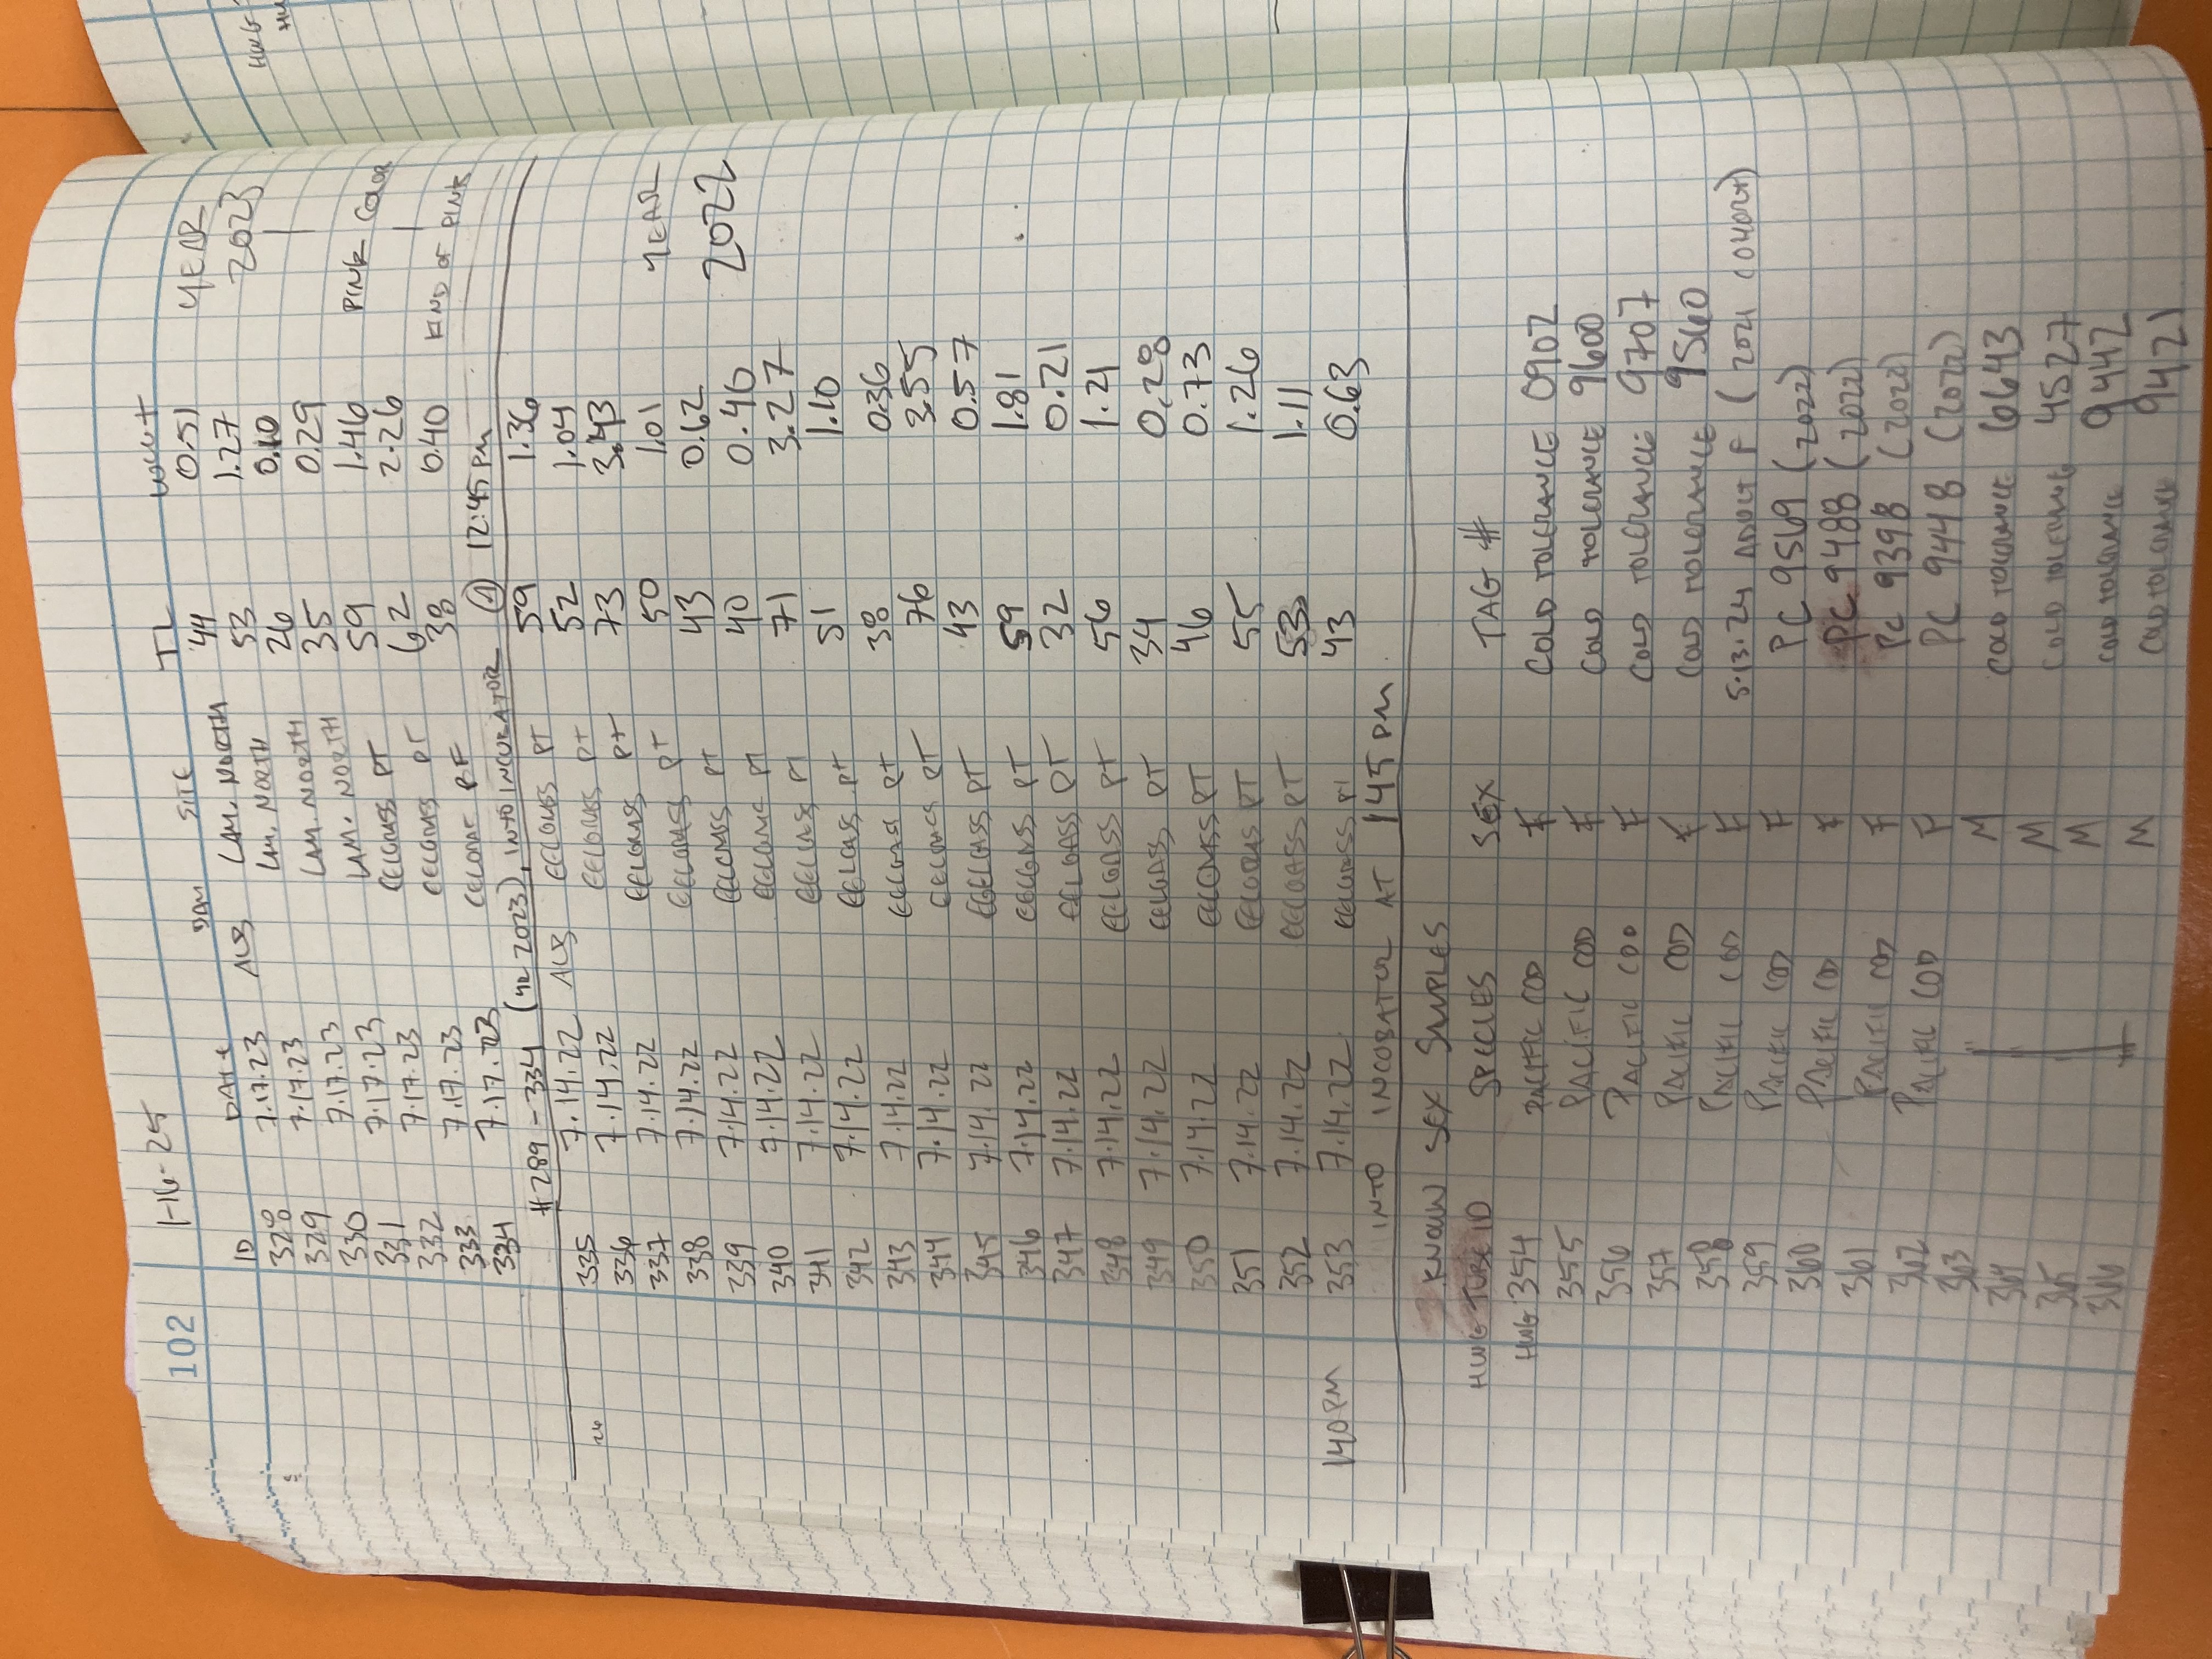 102 1-16-25
ID DATE BAY SITE TL WWT YEAR
328 7.17.23 ALB LAM. NORTH 44 0.51 2023
329 7.17.23 LAM. NORTH 53 1.27
330 7.17.23 LAM. NORTH 26 0.10
331 7.17.23 LAM. NORTH 35 0.29
332 7.17.23 EELGRASS PT 59 1.46 PINK COLOR
333 7.17.23 EELGRASS PT 62 2.26
334 7.17.23 38 0.40 KIND OF PINK
#289-334 (YR 2023), INTO INCUBATOR 1 12:45 PM
335 7.14.22 ALB EELGRASS PT 59 1.36
26 336 7.14.22 EELGRASS PT 52 1.04
337 7.14.22 EELGRASS PT 73 3.43
338 7.14.22 EELGRASS PT 50 1.01 YEAR
339 7.14.22 EELGRASS PT 43 0.62 2022
340 7.14.22 EELGRASS PT 40 0.46
341 7.14.22 EELGRASS PT 71 3.27
342 7.14.22 EELGRASS PT 51 1.10
343 7.14.22 EELGRASS PT 38 0.36
344 7.14.22 EELGRASS PT 76 3.55
345 7.14.22 EGELGASS PT 43 0.57
346 7.14.22 EELGRASS PT 59 1.81
347 7.14.22 EELGASS PT 32 0.21
348 7.14.22 EELGRASS PT 56 1.21
349 7.14.22 EELGASS PT 34 0.28
350 7.14.22 EELGRASS PT 46 0.73
351 7.14.22 EELGRASS PT 55 1.26
352 7.14.22 EELGRASS PT 53 1.11
140 PM 353 7.14.22 EELGRASS PT 43 0.63
INTO INCUBATOR AT 145 PM
KNOWN SEX SAMPLES
HWG TUBE ID SPECIES SEX TAG #
HWG 354 PACIFIC COD F COLD TOLERANCE 0902
355 PACIFIC COD F COLD TOLERANCE 9600
356 PACIFIC COD F COLD TOLERANCE 9707
357 PACIFIC COD F COLD TOLERANCE 9560
358 PACIFIC COD F 5.13.24 ADULT F (2021 COHORT)
359 PACIFIC COD F PC 9569 (2022)
360 PACIFIC COD F PC 9488 (2022)
361 PACIFIC COD F PC 9398 (2022)
362 PACIFIC COD F PC 9448 (2022)
363 M COLD TOLERANCE 6643
364 M COLD TOLERANCE 4527
365 M COLD TOLERANCE 9442
366 M COLD TOLERANCE 9421
HWG